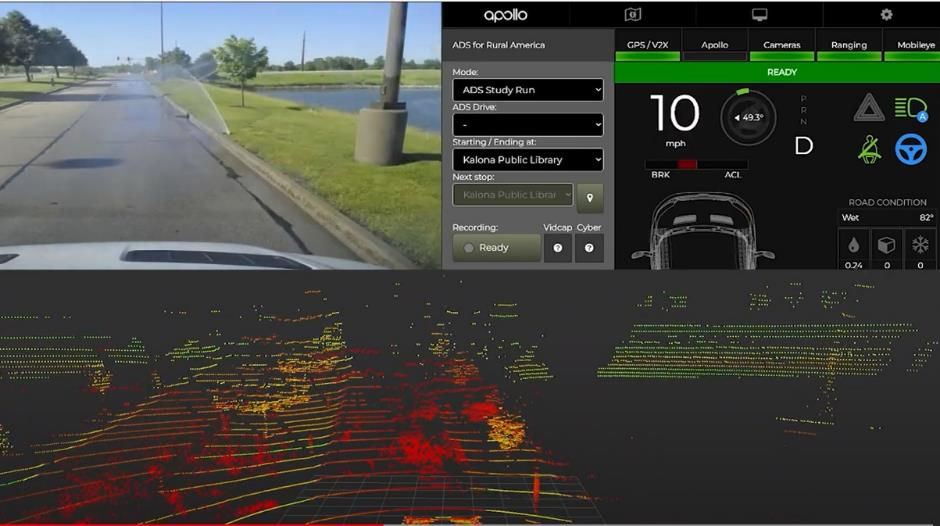 apollo
ADS for Rural America
GPS / V2X
Apollo
Cameras
Ranging
Mobileye
READY
Mode:
ADS Study Run
ADS Drive:
-
Starting / Ending at:
Kalona Public Library
Next stop:
Kalona Public Librar
Recording:
Vidcap
Cyber
Ready
?
?
10
mph
49.3°
P
R
N
D
A
BRK
ACL
ROAD CONDITION
Wet
82°
0.24
0
0